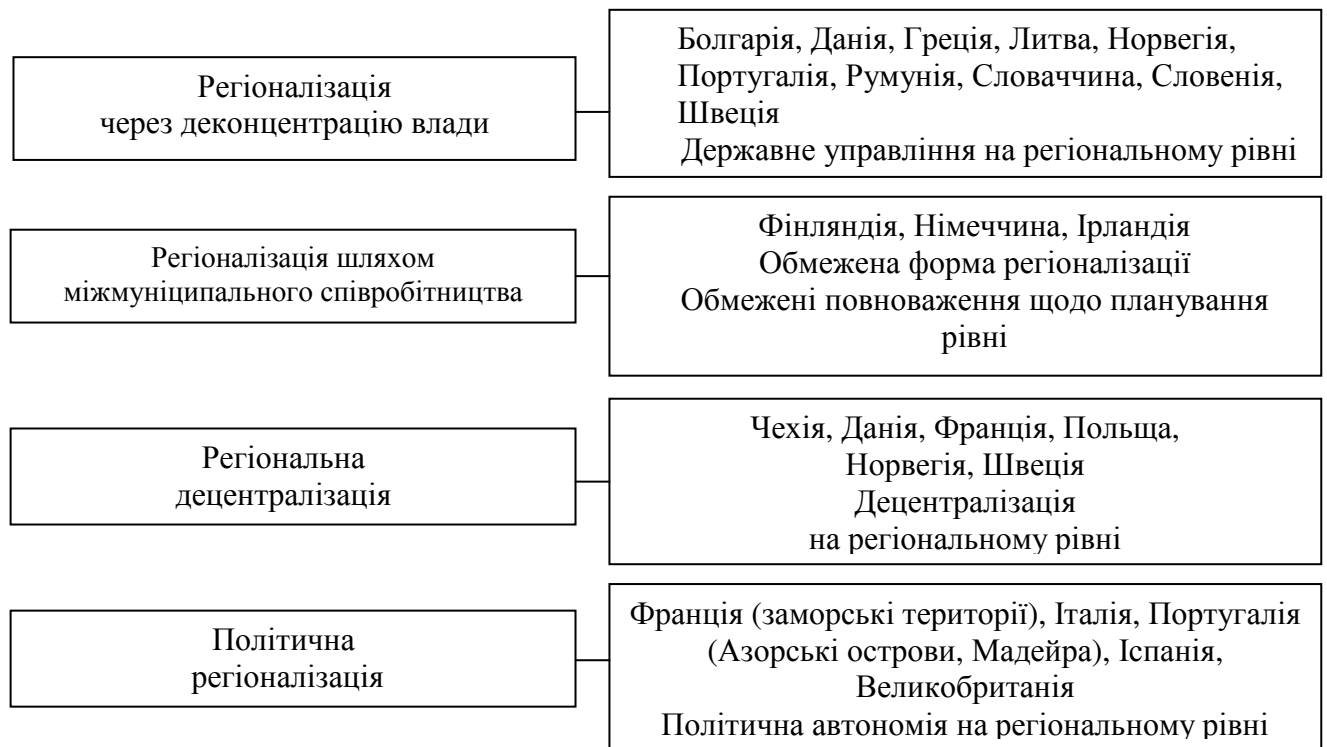 Регіоналізація
через деконцентрацію влади
Болгарія, Данія, Греція, Литва, Норвегія,
Португалія, Румунія, Словаччина, Словенія,
Швеція
Державне управління на регіональному рівні
Регіоналізація шляхом
міжмуніципального співробітництва
Фінляндія, Німеччина, Ірландія
Обмежена форма регіоналізації
Обмежені повноваження щодо планування
рівні
Регіональна
децентралізація
Чехія, Данія, Франція, Польща,
Норвегія, Швеція
Децентралізація
на регіональному рівні
Політична
регіоналізація
Франція (заморські території), Італія, Португалія
(Азорські острови, Мадейра), Іспанія,
Великобританія
Політична автономія на регіональному рівні